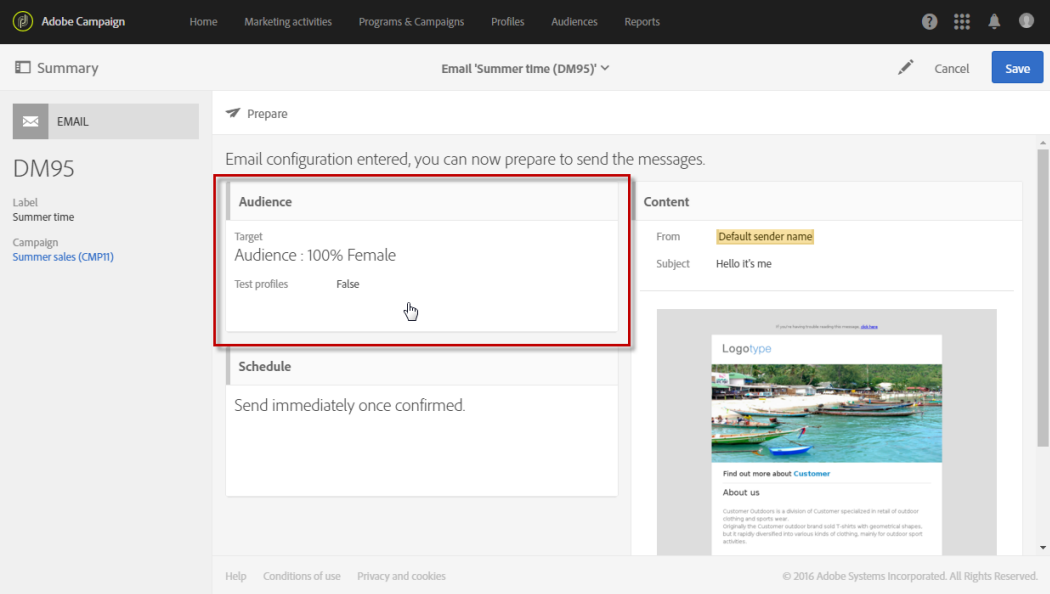 Adobe Campaign
Home
Marketing activities
Programs & Campaigns
Profiles
Audiences
Reports
Summary
Email 'Summer time (DM95)'
Cancel
Save
EMAIL
DM95
Label
Summer time
Campaign
Summer sales (CMP11)
Prepare
Email configuration entered, you can now prepare to send the messages.
Audience
Target
Audience : 100% Female
Test profiles False
Schedule
Send immediately once confirmed.
Content
From Default sender name
Subject Hello it's me
If you're having trouble reading this message, click here
Logotype
Find out more about Customer
About us
Customer Outdoors is a division of Customer specialized in retail of outdoor
clothing and sports wear.
Originally the Customer outdoor brand sold T-shirts with geometrical shapes,
but it rapidly diversified into various kinds of clothing, mainly for outdoor sport
activities.
Help
Conditions of use
Privacy and cookies
© 2016 Adobe Systems Incorporated. All Rights Reserved.